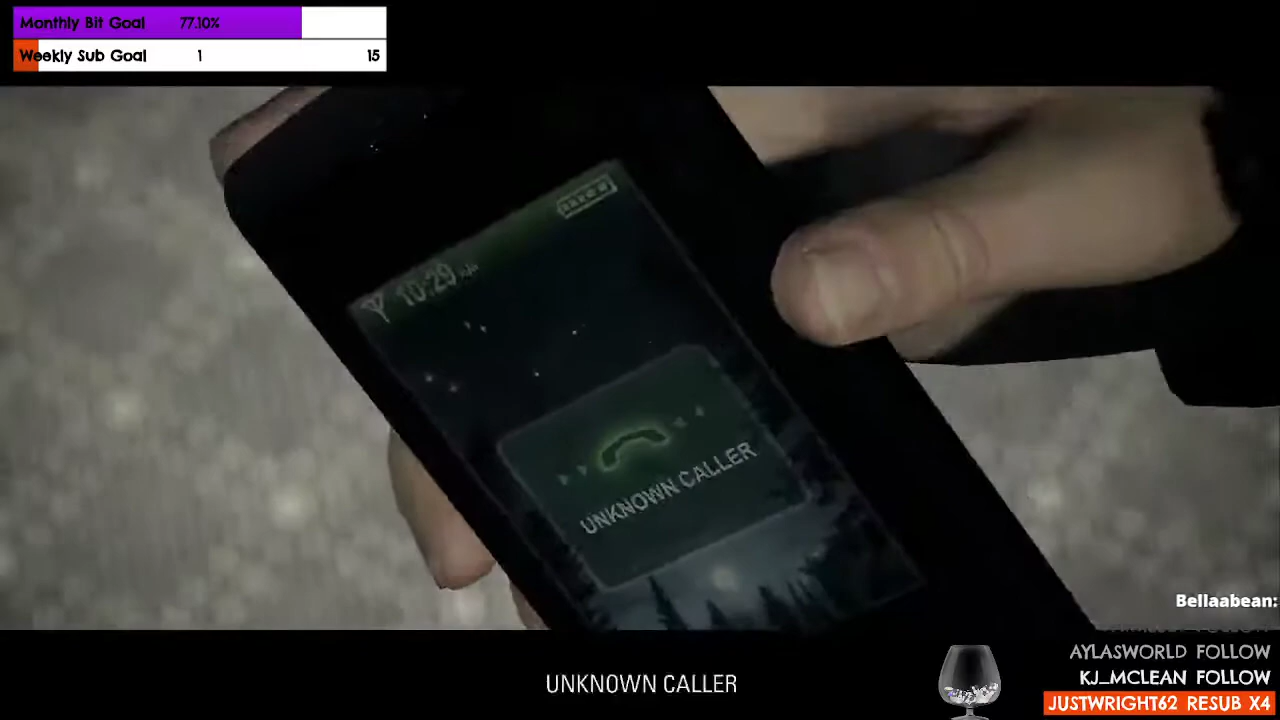 Monthly Bit Goal 77.10%
Weekly Sub Goal 1 15
10:29
UNKNOWN CALLER
Bellaabean:
FOLLOW
AYLASWORLD FOLLOW
KJ_MCLEAN FOLLOW
UNKNOWN CALLER
JUSTWRIGHT62 RESUB X4